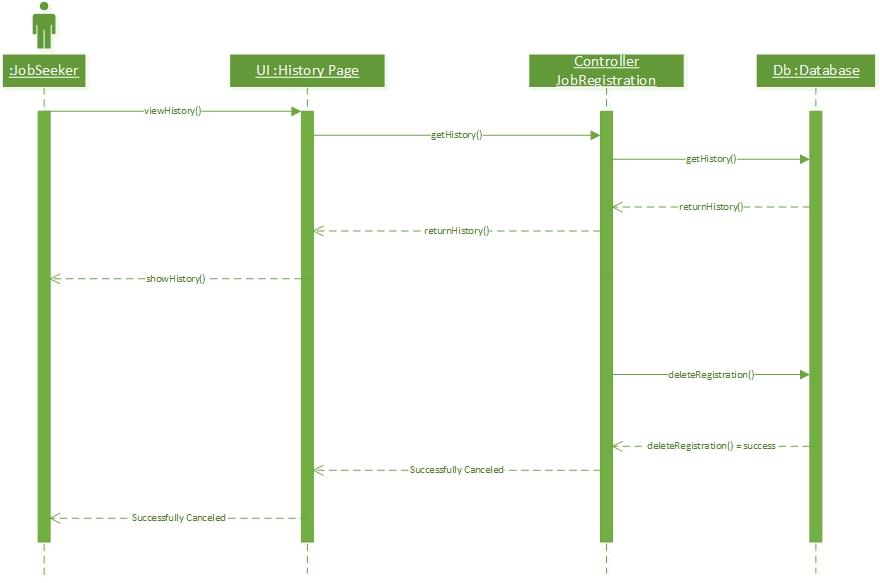 :JobSeeker
UI :History Page
Controller
JobRegistration
Db :Database
viewHistory()
getHistory()
getHistory()
returnHistory()
returnHistory()
showHistory()
deleteRegistration()
deleteRegistration() = success
Successfully Canceled
Successfully Canceled